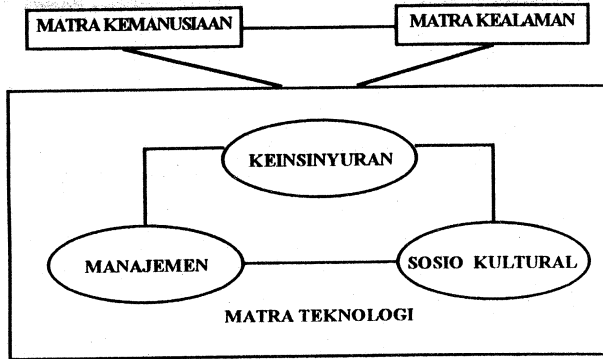 MATRA KEMANUSIAAN
MATRA KEALAMAN
KEINSINYURAN
MANAJEMEN
SOSIO KULTURAL
MATRA TEKNOLOGI